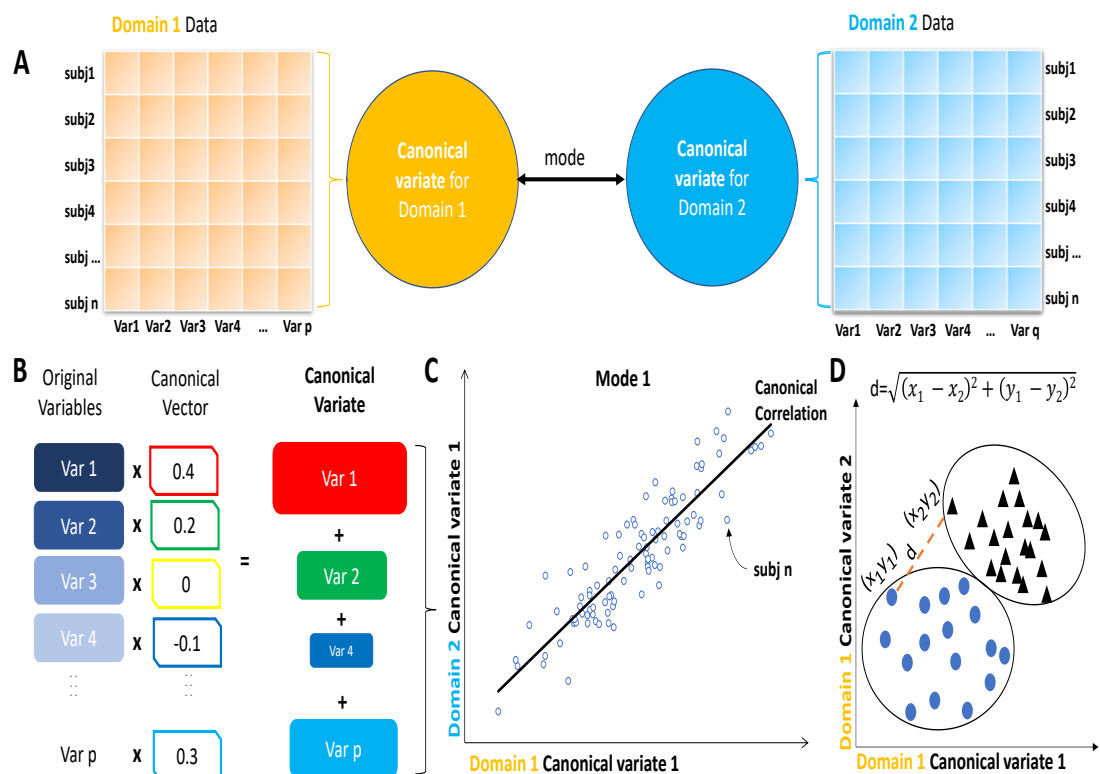 Domain 1 Data
Domain 2 Data
A
subj1
subj2
subj3
subj4
subj ...
subj n
Var1 Var2 Var3 Var4 ... Var p
Canonical
variate for
Domain 1
mode
Canonical
variate for
Domain 2
subj1
subj2
subj3
subj4
subj ...
subj n
Var1 Var2 Var3 Var4 ... Var q
B
Original
Variables
Canonical
Vector
Canonical
Variate
Var 1 x 0.4
Var 2 x 0.2
Var 3 x 0
Var 4 x -0.1
: :
: :
: :
: :
Var p x 0.3
=
Var 1
+
Var 2
+
Var 4
+
Var p
C
Mode 1
Canonical
Correlation
subj n
Domain 2 Canonical variate 1
Domain 1 Canonical variate 1
D
d=√(x₁ − x₂)² + (y₁ − y₂)²
(x₂y₂)
d
(x₁y₁)
Domain 1 Canonical variate 2
Domain 1 Canonical variate 1